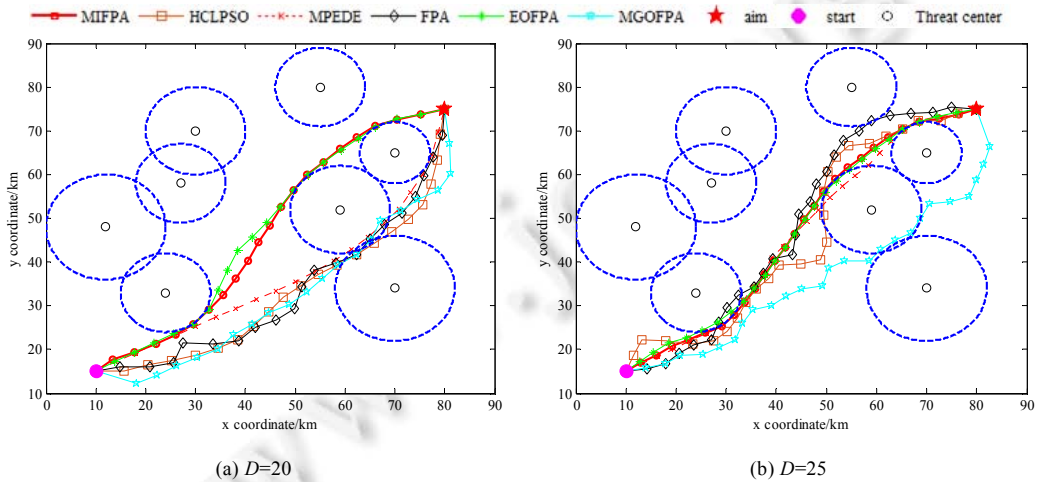 MIFPA HCLPSO MPEDE FPA EOFPA MGOFPA aim start Threat center
90
80
70
60
50
40
30
20
10
y coordinate/km
0 10 20 30 40 50 60 70 80 90
x coordinate/km
(a) D=20
90
80
70
60
50
40
30
20
10
y coordinate/km
0 10 20 30 40 50 60 70 80 90
x coordinate/km
(b) D=25